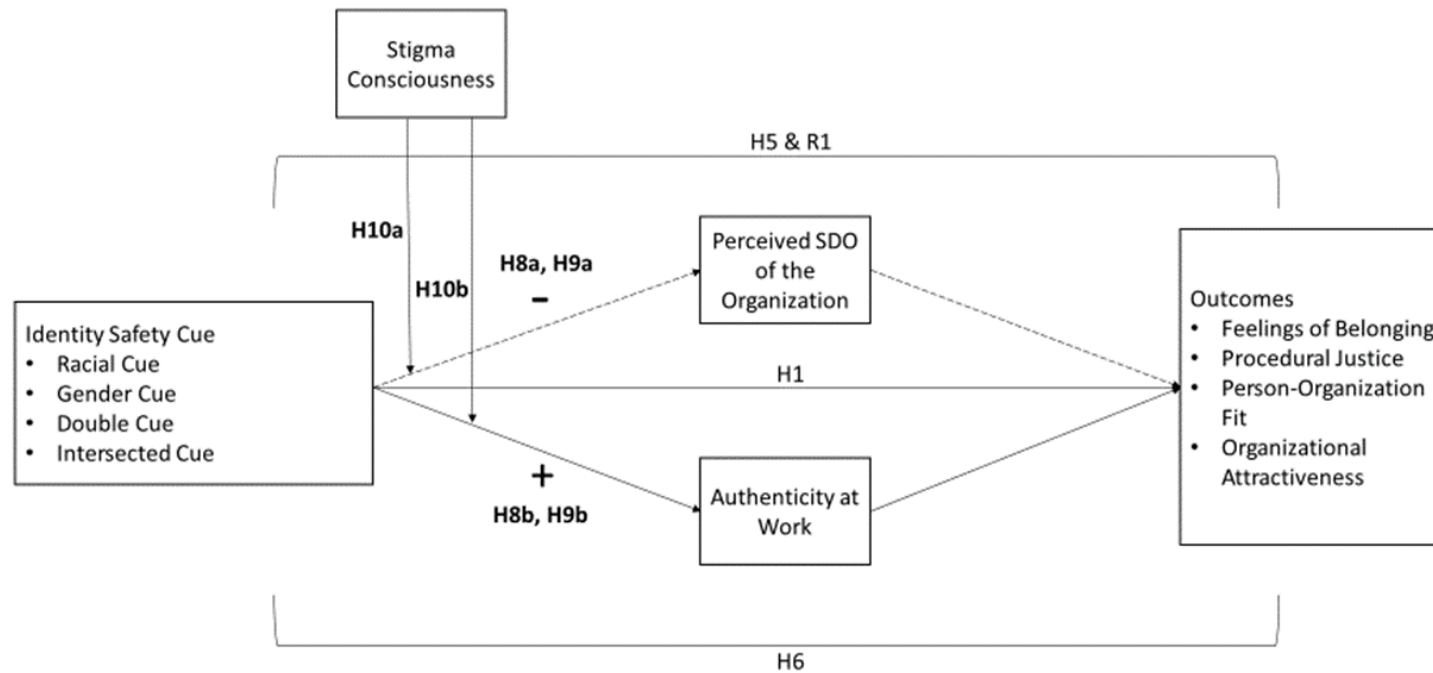 Stigma
Consciousness
H5 & R1
H10a
H8a, H9a
-
H10b
Perceived SDO
of the
Organization
Identity Safety Cue
• Racial Cue
• Gender Cue
• Double Cue
• Intersected Cue
H1
Outcomes
• Feelings of Belonging
• Procedural Justice
• Person-Organization
Fit
• Organizational
Attractiveness
+
H8b, H9b
Authenticity at
Work
H6